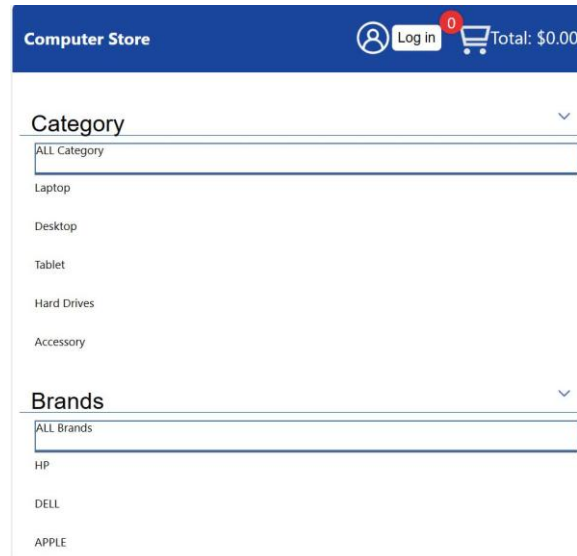 Computer Store
Log in
0
Total: $0.00
Category
ALL Category
Laptop
Desktop
Tablet
Hard Drives
Accessory
Brands
ALL Brands
HP
DELL
APPLE